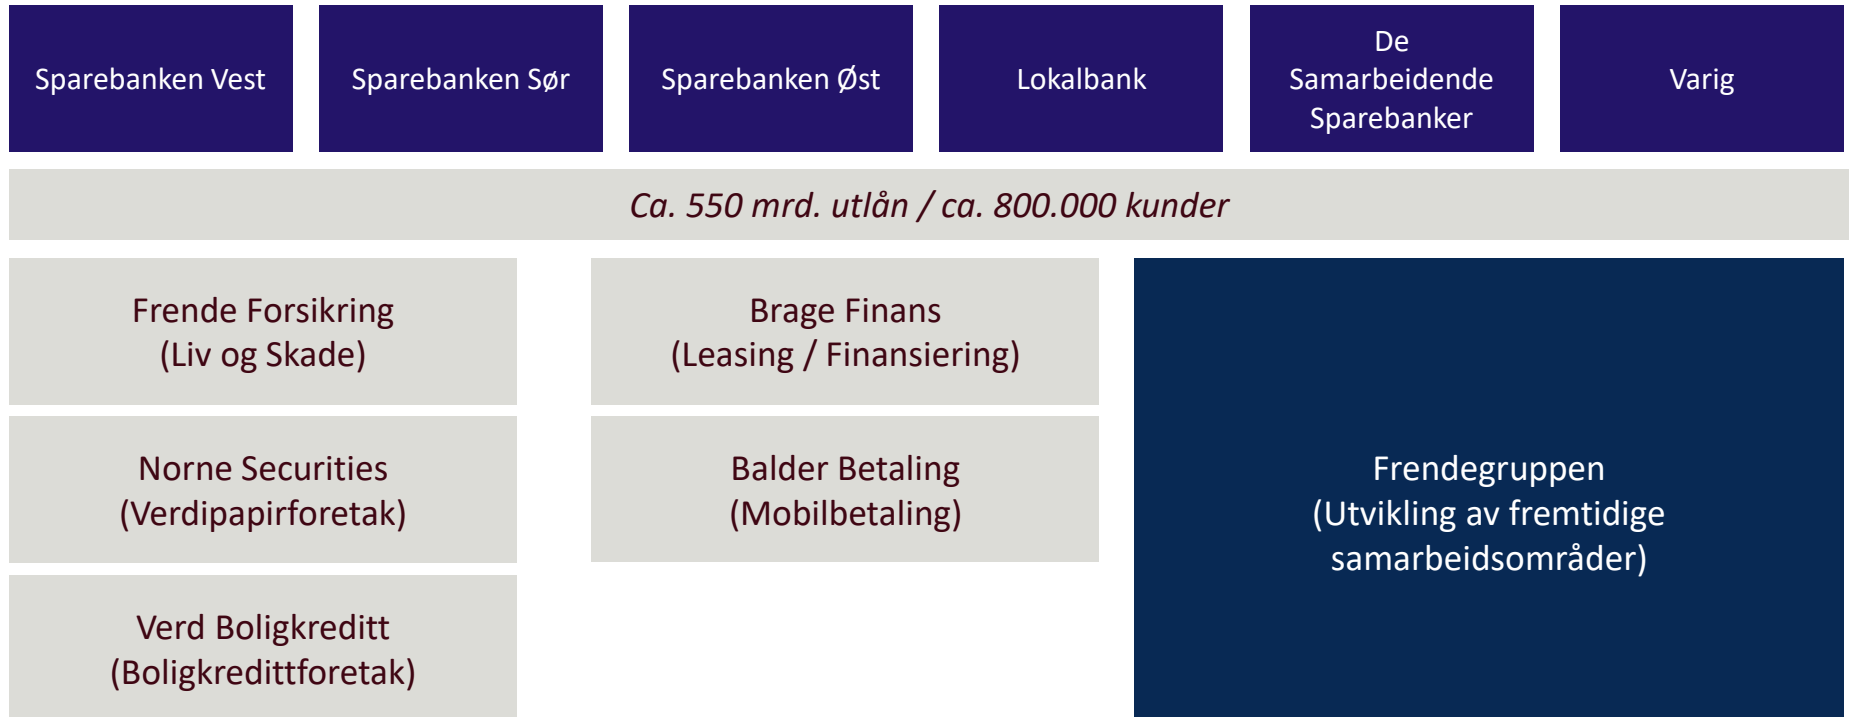 Sparebanken Vest
Sparebanken Sør
Sparebanken Øst
Lokalbank
De
Samarbeidende
Sparebanker
Varig
Ca. 550 mrd. utlån / ca. 800.000 kunder
Frende Forsikring
(Liv og Skade)
Brage Finans
(Leasing / Finansiering)
Norne Securities
(Verdipapirforetak)
Balder Betaling
(Mobilbetaling)
Verd Boligkreditt
(Boligkredittforetak)
Frendegruppen
(Utvikling av fremtidige
samarbeidsområder)